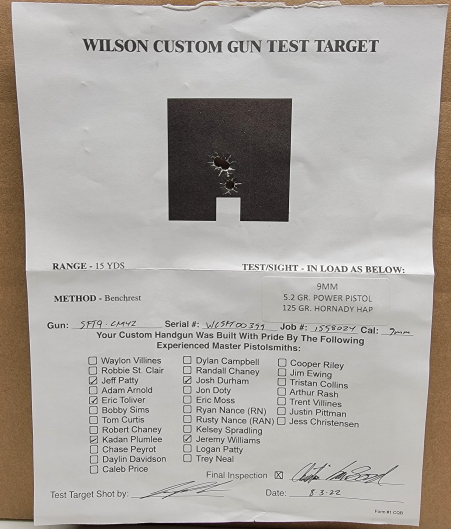 WILSON CUSTOM GUN TEST TARGET
RANGE - 15 YDS
TEST/SIGHT - IN LOAD AS BELOW:
METHOD - Benchrest
9MM
5.2 GR. POWER PISTOL
125 GR. HORNADY HAP
Gun: SFT9-CM42 Serial #: WCSFT00399 Job #: 1558024 Cal: 9mm
Your Custom Handgun Was Built With Pride By The Following
Experienced Master Pistolsmiths:
Waylon Villines
Robbie St. Clair
Jeff Patty
Adam Arnold
Eric Toliver
Bobby Sims
Tom Curtis
Robert Chaney
Kadan Plumlee
Chase Peyrot
Daylin Davidson
Caleb Price
Dylan Campbell
Randall Chaney
Josh Durham
Jon Doty
Eric Moss
Ryan Nance (RN)
Rusty Nance (RAN)
Kelsey Spradling
Jeremy Williams
Logan Patty
Trey Neal
Cooper Riley
Jim Ewing
Tristan Collins
Arthur Rash
Trent Villines
Justin Pittman
Jess Christensen
Final Inspection
Test Target Shot by:
Date: 8-3-22
Form #1 CQB